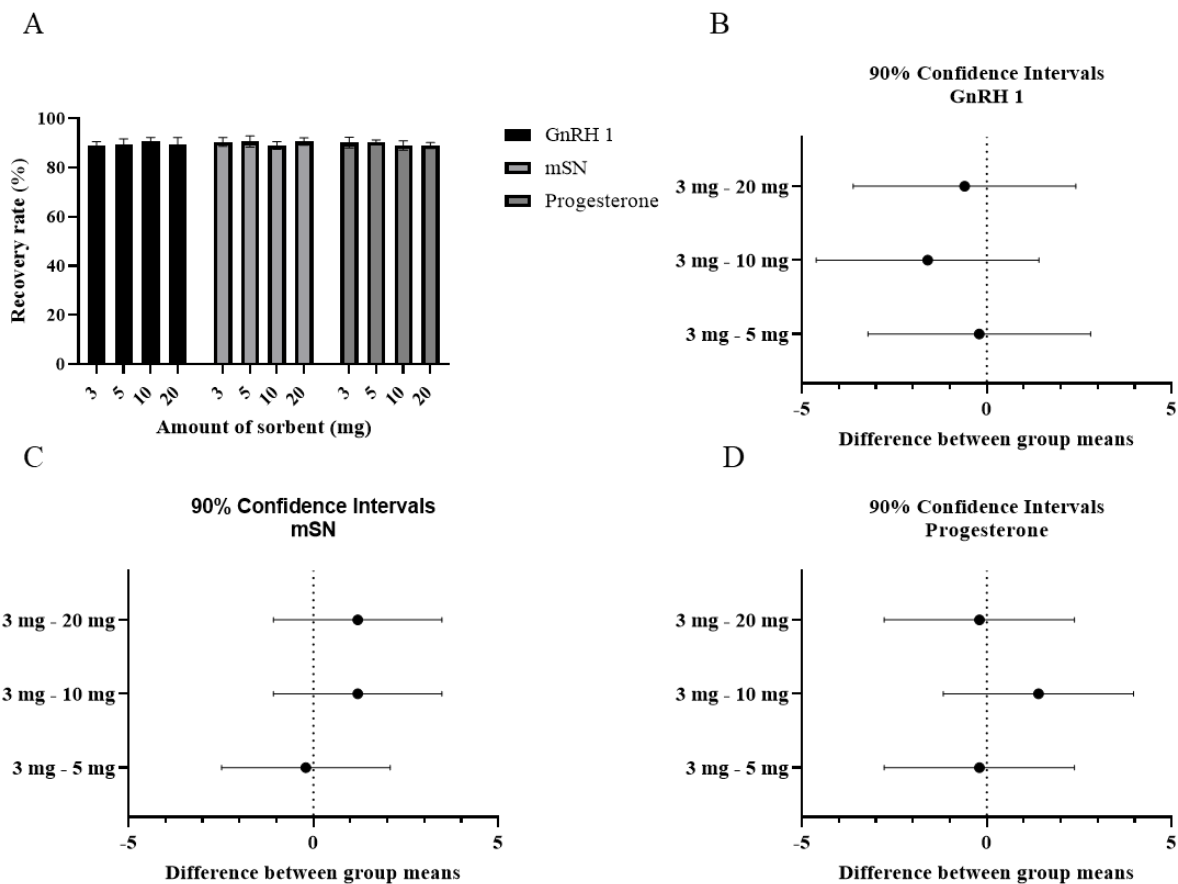 A
100
80
60
40
20
0
Recovery rate (%)
3
5
10
20
3
5
10
20
3
5
10
20
Amount of sorbent (mg)
GnRH 1
mSN
Progesterone
B
90% Confidence Intervals
GnRH 1
3 mg - 20 mg
3 mg - 10 mg
3 mg - 5 mg
-5
0
5
Difference between group means
C
90% Confidence Intervals
mSN
3 mg - 20 mg
3 mg - 10 mg
3 mg - 5 mg
-5
0
5
Difference between group means
D
90% Confidence Intervals
Progesterone
3 mg - 20 mg
3 mg - 10 mg
3 mg - 5 mg
-5
0
5
Difference between group means